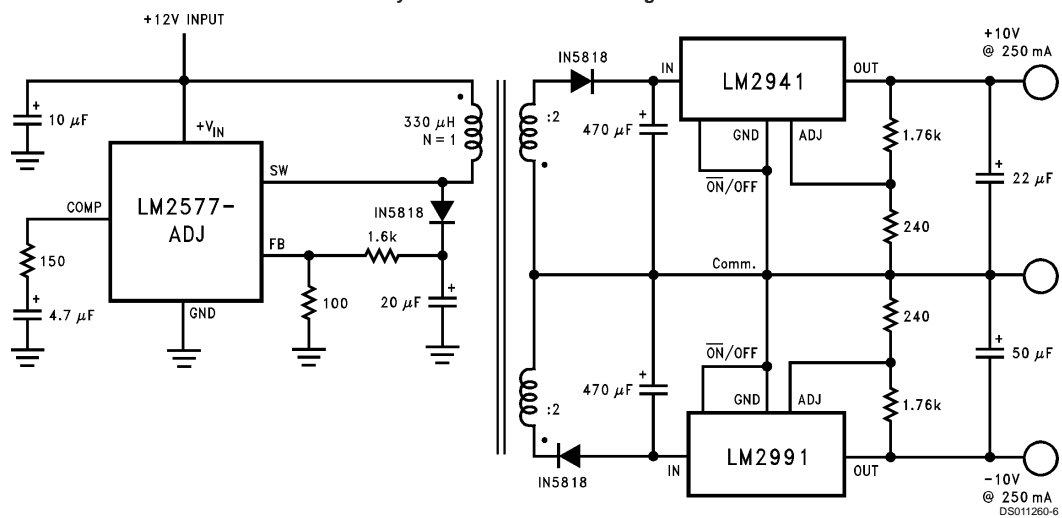 +12V INPUT
10 μF
+
+VIN
330 μH
N = 1
SW
COMP
LM2577-
ADJ
IN5818
FB
1.6k
150
100
20 μF
+
4.7 μF
+
GND
:2
IN5818
IN
LM2941
OUT
+10V
@ 250 mA
470 μF
+
GND
ADJ
ON/OFF
1.76k
+
22 μF
240
Comm.
240
ON/OFF
+
50 μF
:2
470 μF
+
GND
ADJ
1.76k
IN
LM2991
OUT
IN5818
−10V
@ 250 mA
DS011260-6